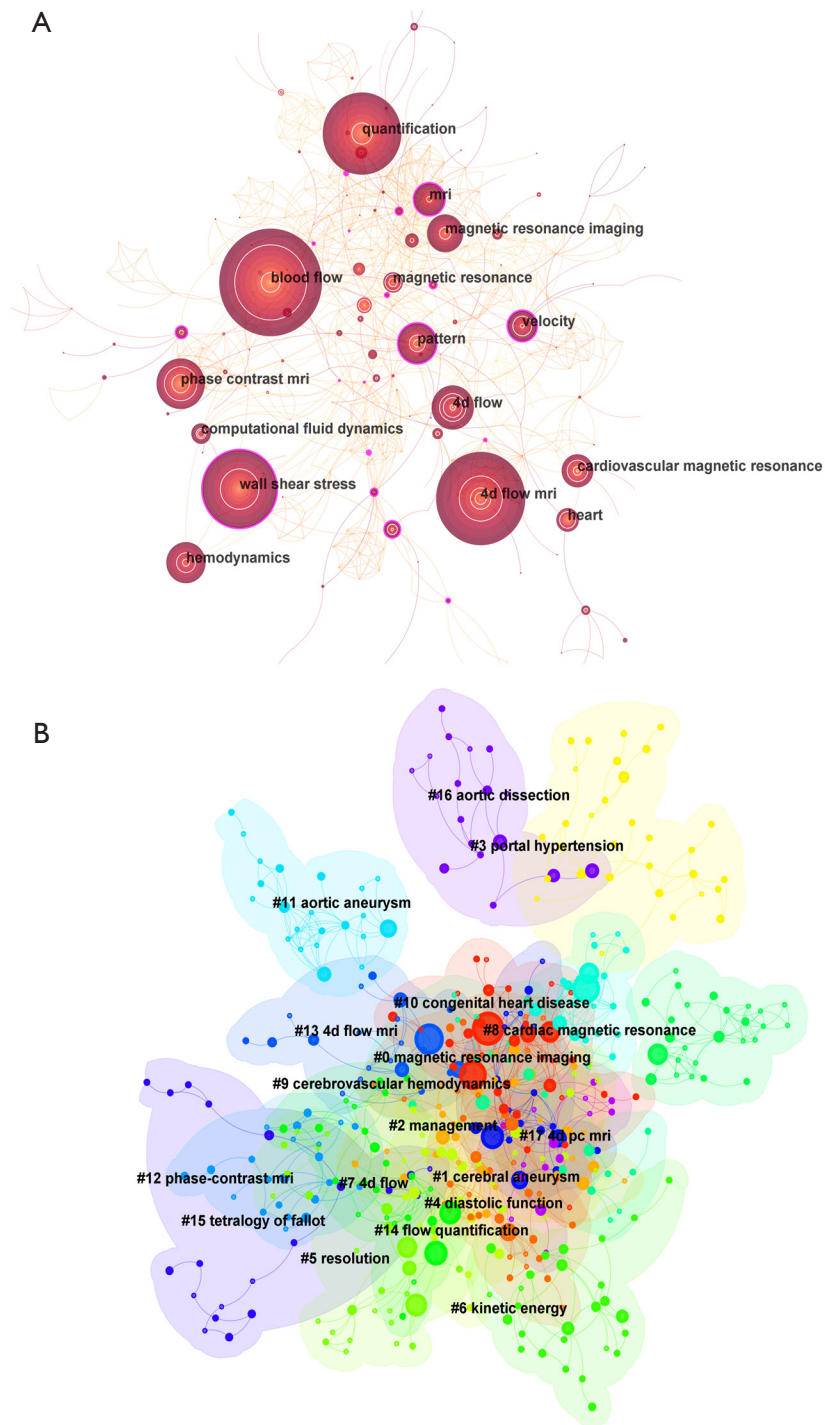 A
quantification
mri
magnetic resonance imaging
blood flow
magnetic resonance
velocity
pattern
phase contrast mri
4d flow
computational fluid dynamics
cardiovascular magnetic resonance
wall shear stress
4d flow mri
heart
hemodynamics
B
#16 aortic dissection
#3 portal hypertension
#11 aortic aneurysm
#10 congenital heart disease
#13 4d flow mri
#8 cardiac magnetic resonance
#0 magnetic resonance imaging
#9 cerebrovascular hemodynamics
#2 management
#17 4d pc mri
#12 phase-contrast mri
#7 4d flow
#1 cerebral aneurysm
#4 diastolic function
#15 tetralogy of fallot
#14 flow quantification
#5 resolution
#6 kinetic energy